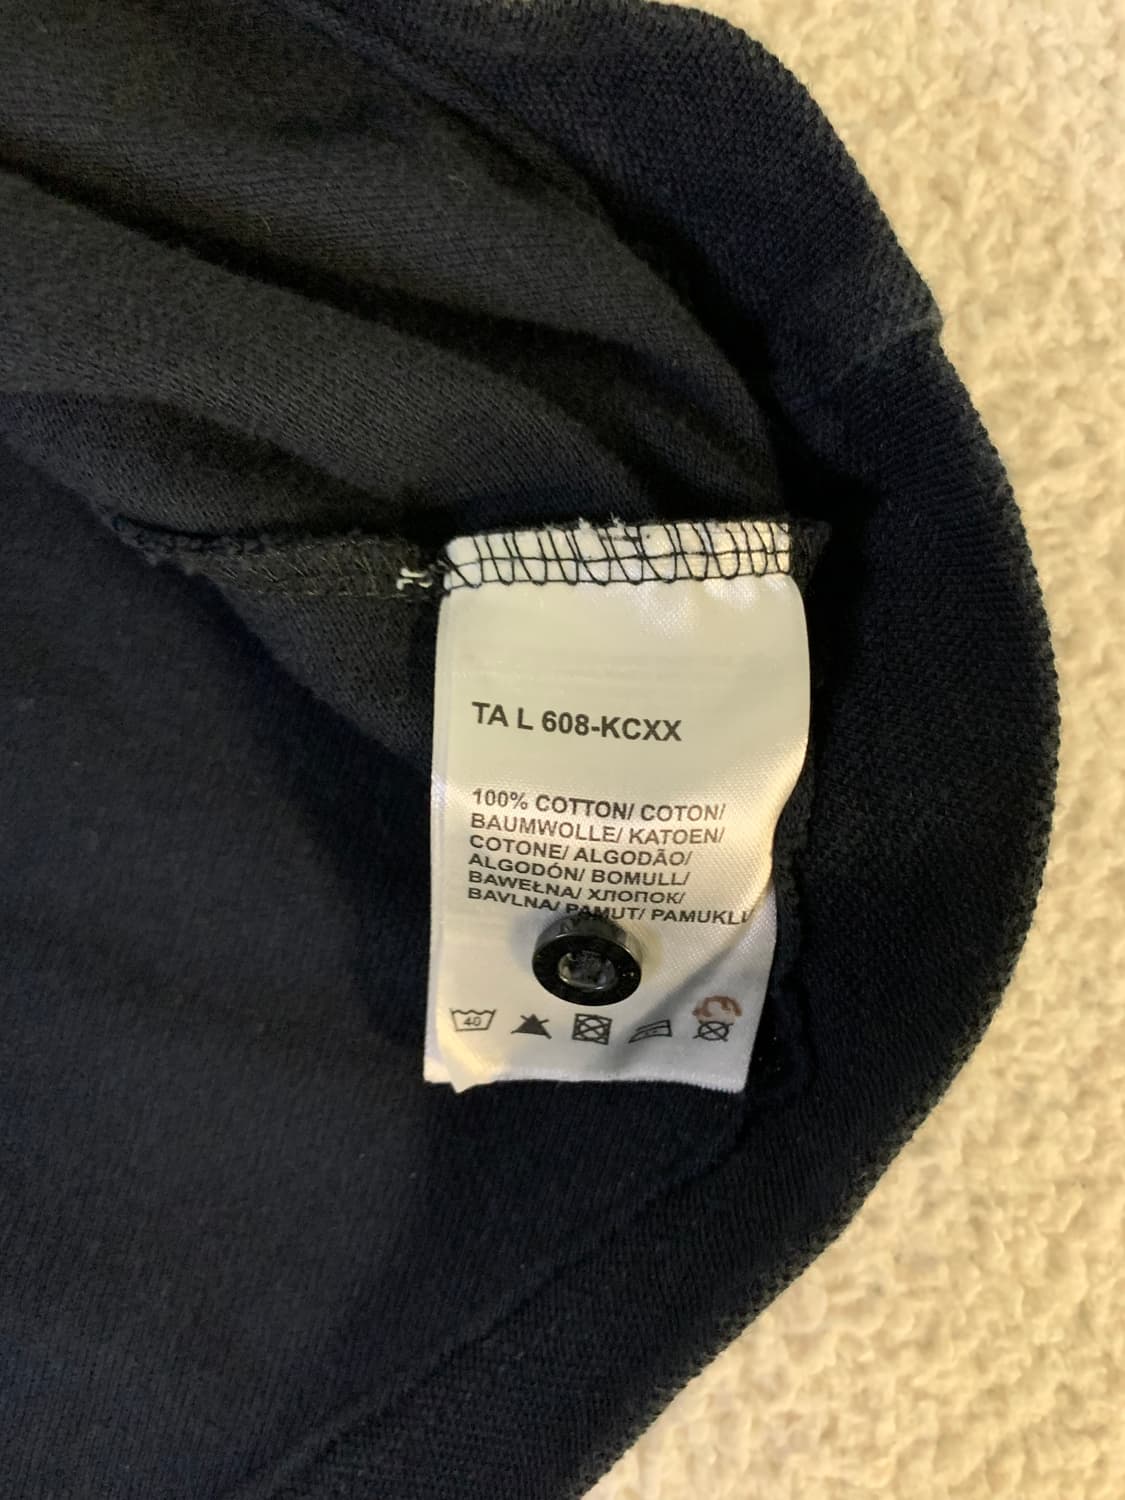 TA L 608-KCXX
100% COTTON/ COTON/
BAUMWOLLE/ KATOEN/
COTONE/ ALGODÃO/
ALGODÓN/ BOMULL/
BAWEŁNA/ ХЛОПОК/
BAVLNA/ PAMUT/ PAMUKLU
40